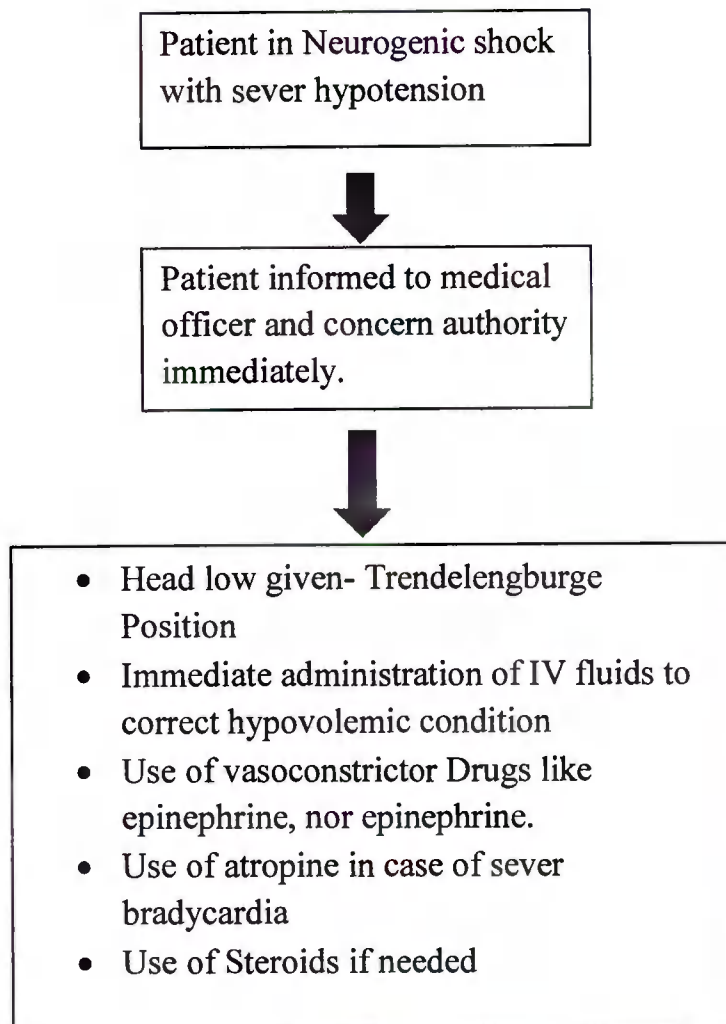 Patient in Neurogenic shock
with sever hypotension
Patient informed to medical
officer and concern authority
immediately.
• Head low given- Trendelengburge
Position
• Immediate administration of IV fluids to
correct hypovolemic condition
• Use of vasoconstrictor Drugs like
epinephrine, nor epinephrine.
• Use of atropine in case of sever
bradycardia
• Use of Steroids if needed